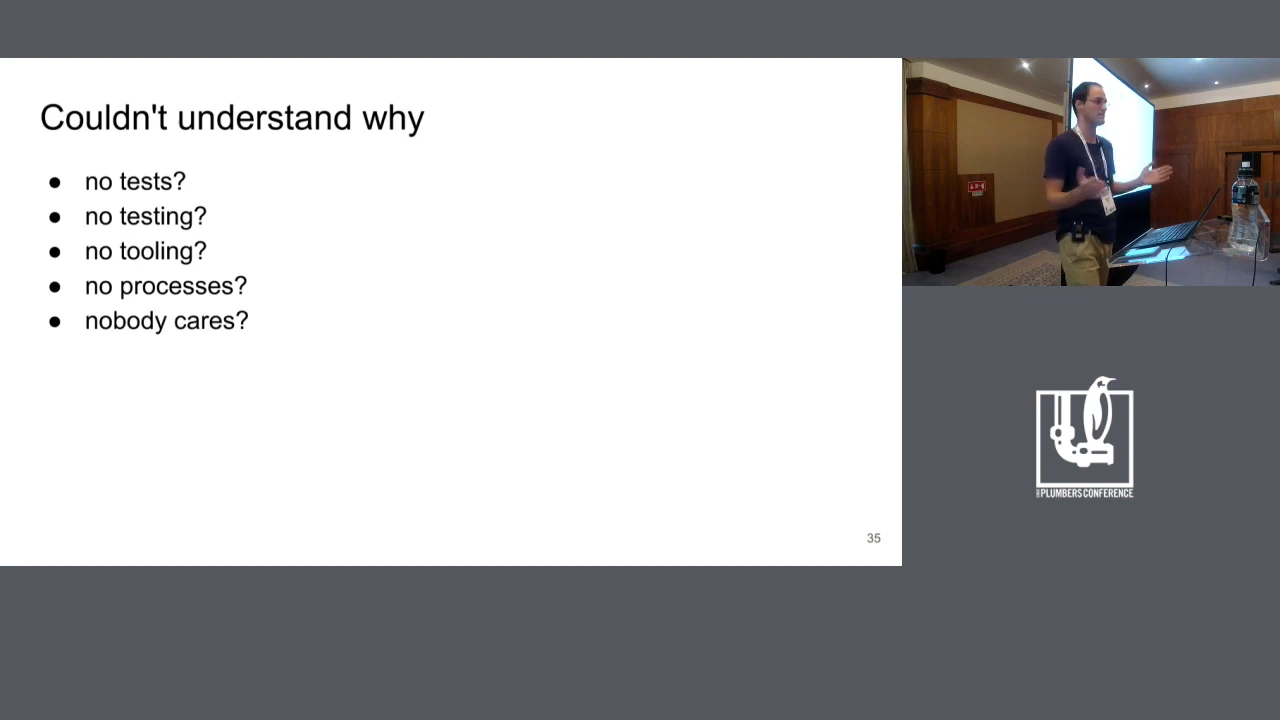 Couldn't understand why
● no tests?
● no testing?
● no tooling?
● no processes?
● nobody cares?
35
PLUMBERS CONFERENCE